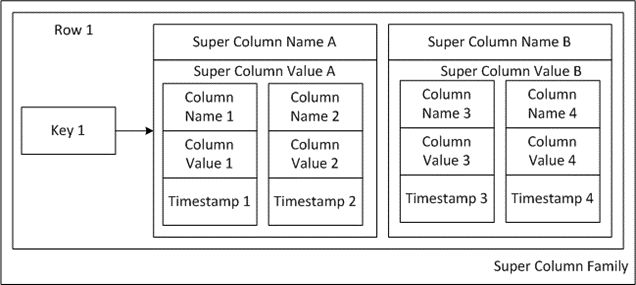 Row 1
Super Column Name A
Super Column Name B
Super Column Value A
Super Column Value B
Key 1
Column
Name 1
Column
Value 1
Timestamp 1
Column
Name 2
Column
Value 2
Timestamp 2
Column
Name 3
Column
Value 3
Timestamp 3
Column
Name 4
Column
Value 4
Timestamp 4
Super Column Family